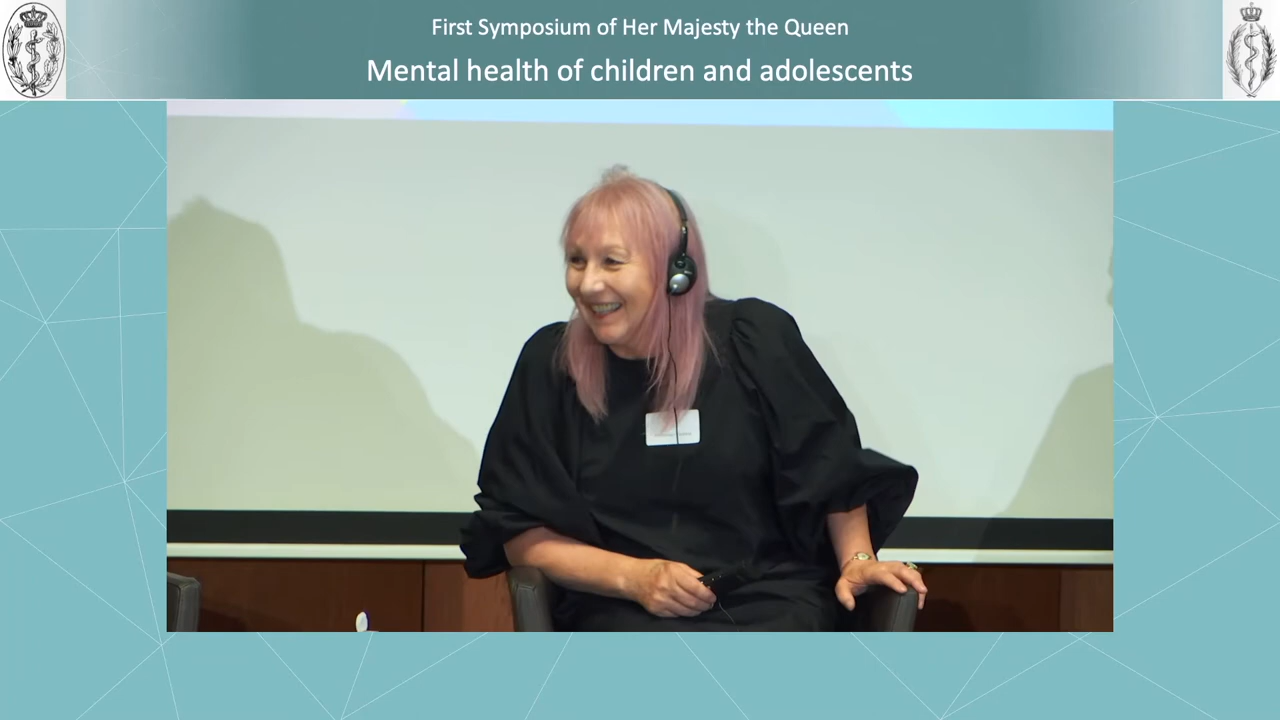 First Symposium of Her Majesty the Queen
Mental health of children and adolescents